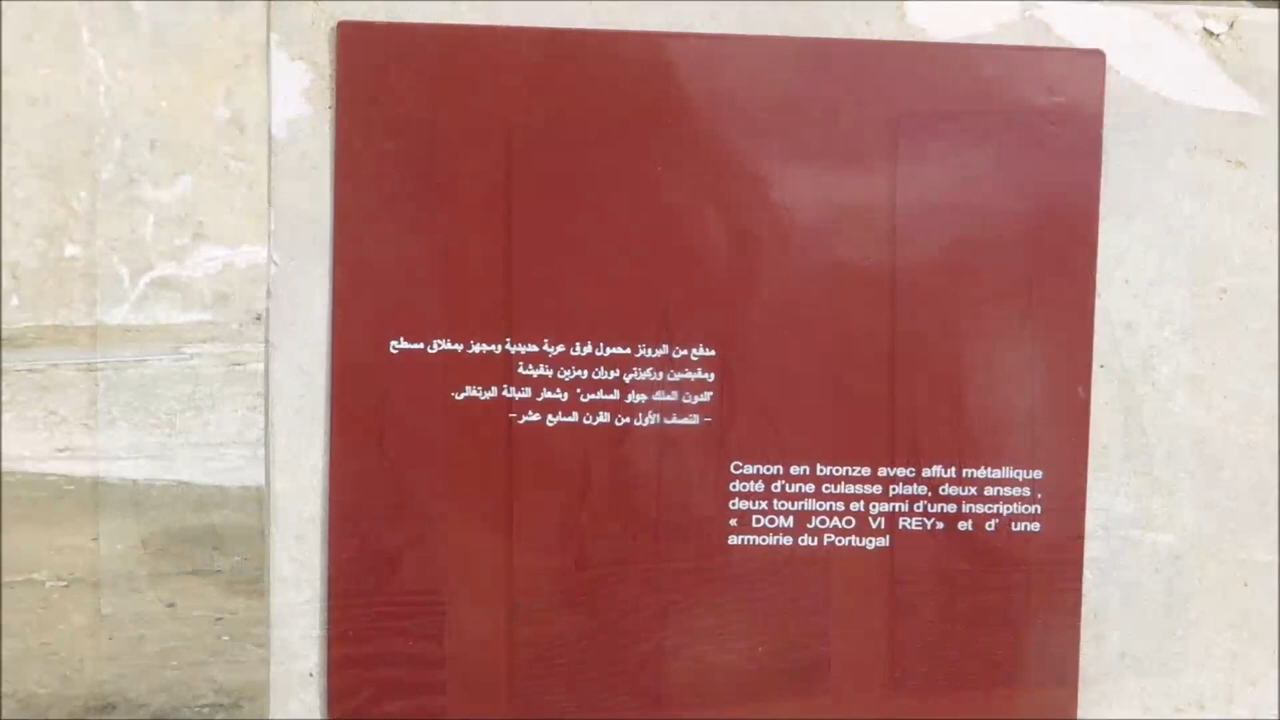 مدفع من البرونز محمول فوق عربة حديدية ومجهز بمغلاق مسطح
ومقبضين وركيزتي دوران ومزين بنقيشة
"الدون الملك جواو السادس" وشعار النبالة البرتغالى.
– النصف الأول من القرن السابع عشر–
Canon en bronze avec affut métallique
doté d'une culasse plate, deux anses ,
deux tourillons et garni d'une inscription
« DOM JOAO VI REY» et d' une
armoirie du Portugal